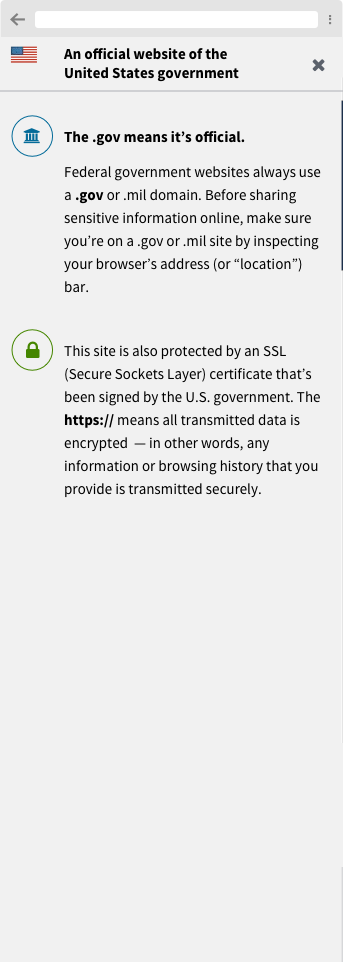 An official website of the
United States government
The .gov means it’s official.
Federal government websites always use
a .gov or .mil domain. Before sharing
sensitive information online, make sure
you’re on a .gov or .mil site by inspecting
your browser’s address (or “location”)
bar.
This site is also protected by an SSL
(Secure Sockets Layer) certificate that’s
been signed by the U.S. government. The
https:// means all transmitted data is
encrypted — in other words, any
information or browsing history that you
provide is transmitted securely.